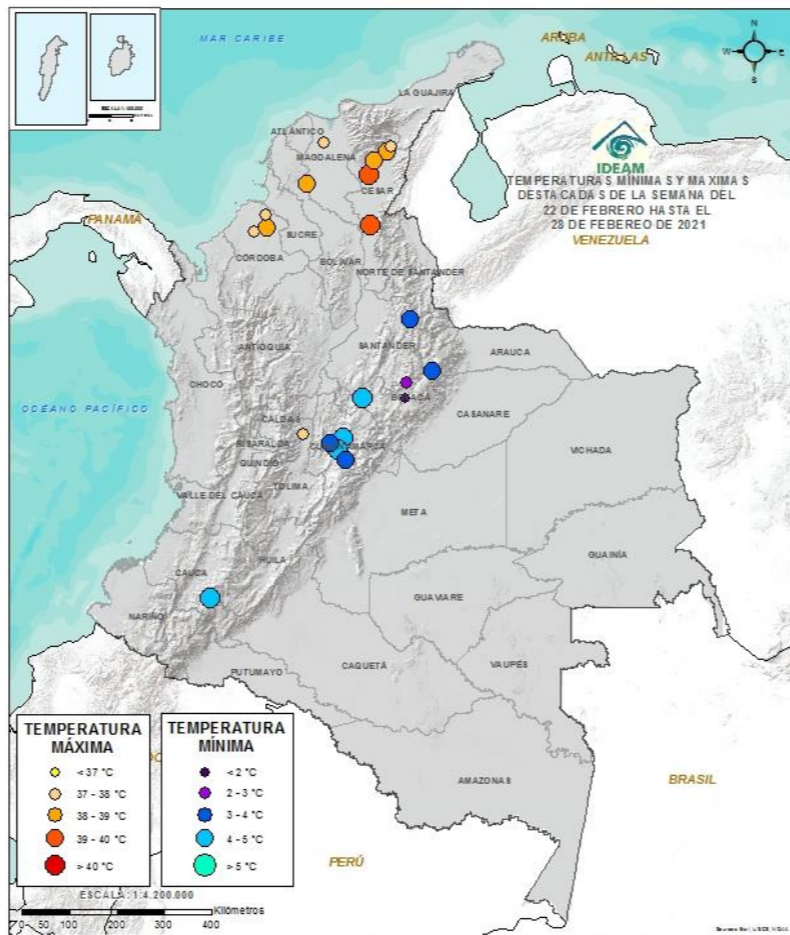 MAR CARIBE
ARUBA
ANTILLAS
N
W
E
S
LA GUAJIRA
ATLÁNTICO
MAGDALENA
CESAR
IDEAM
TEMPERATURAS MÍNIMAS Y MAXIMAS
DESTACADAS DE LA SEMANA DEL
22 DE FEBRERO HASTA EL
28 DE FEBEREO DE 2021
VENEZUELA
PANAMÁ
SUCRE
CÓRDOBA
BOLÍVAR
NORTE DE SANTANDER
ANTIOQUIA
SANTANDER
ARAUCA
CHOCÓ
BOYACÁ
CASANARE
OCÉANO PACÍFICO
CALDAS
RISARALDA
CUNDINAMARCA
VICHADA
QUINDÍO
TOLIMA
VALLE DEL CAUCA
META
HUILA
GUAINÍA
CAUCA
GUAVIARE
NARIÑO
CAQUETÁ
VAUPÉS
PUTUMAYO
AMAZONAS
BRASIL
PERÚ
TEMPERATURA
MÁXIMA
< 37 °C
37 - 38 °C
38 - 39 °C
39 - 40 °C
> 40 °C
TEMPERATURA
MÍNIMA
< 2 °C
2 - 3 °C
3 - 4 °C
4 - 5 °C
> 5 °C
ESCALA : 1:4.200.000
Kilómetros
0 50 100 200 300 400